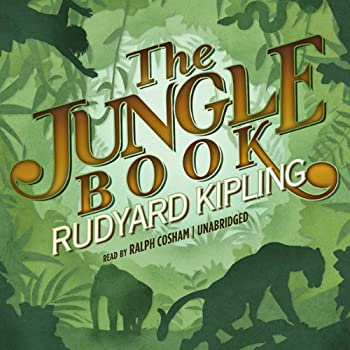 The
JUNGLE
BOOK
RUDYARD KIPLING
READ BY RALPH COSHAM | UNABRIDGED